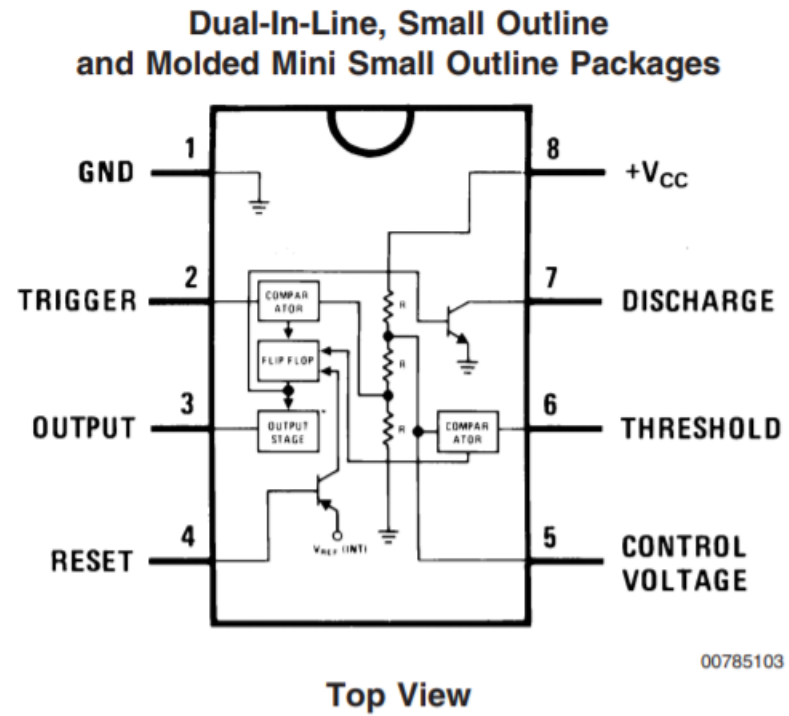 Dual-In-Line, Small Outline
and Molded Mini Small Outline Packages
1
GND
8
+VCC
2
TRIGGER
COMPAR
ATOR
R
7
DISCHARGE
FLIP FLOP
R
3
OUTPUT
OUTPUT
STAGE
R
COMPAR
ATOR
6
THRESHOLD
4
RESET
VREF (INT)
5
CONTROL
VOLTAGE
00785103
Top View